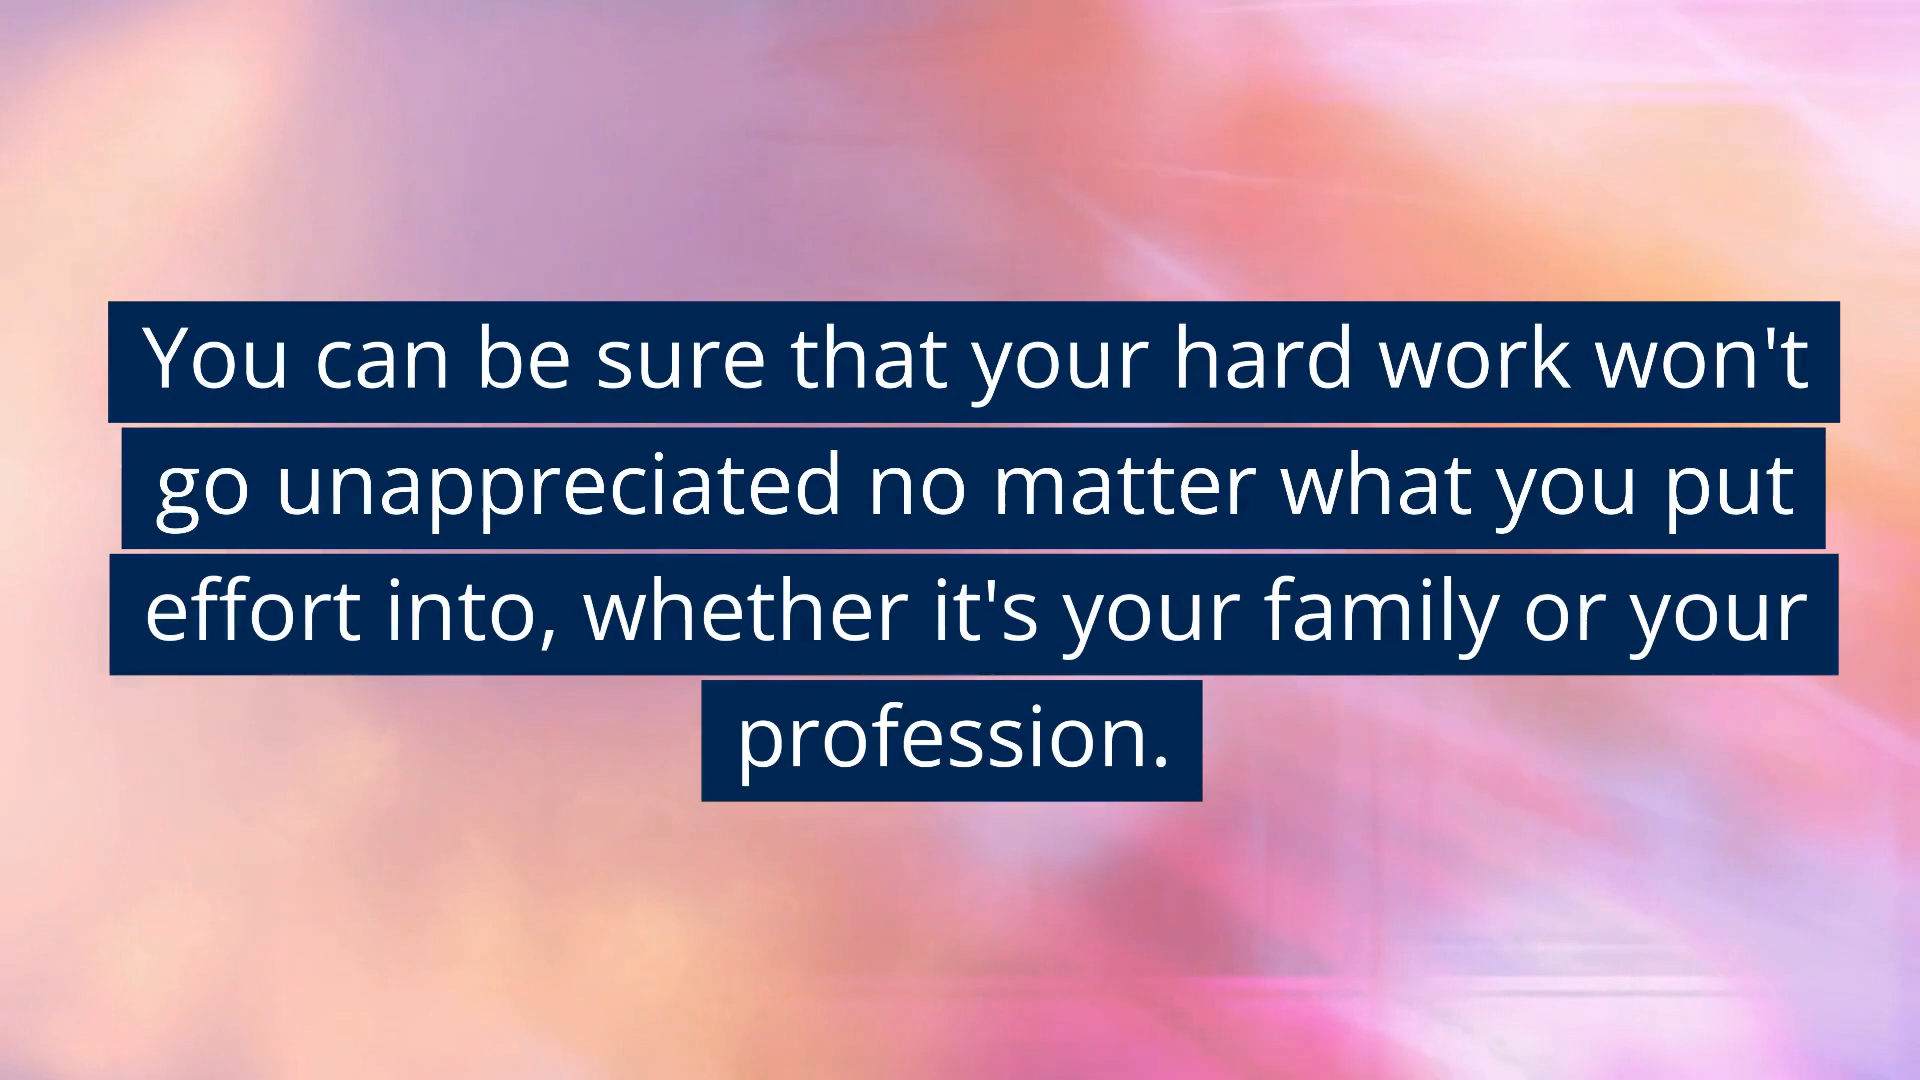 You can be sure that your hard work won't
go unappreciated no matter what you put
effort into, whether it's your family or your
profession.